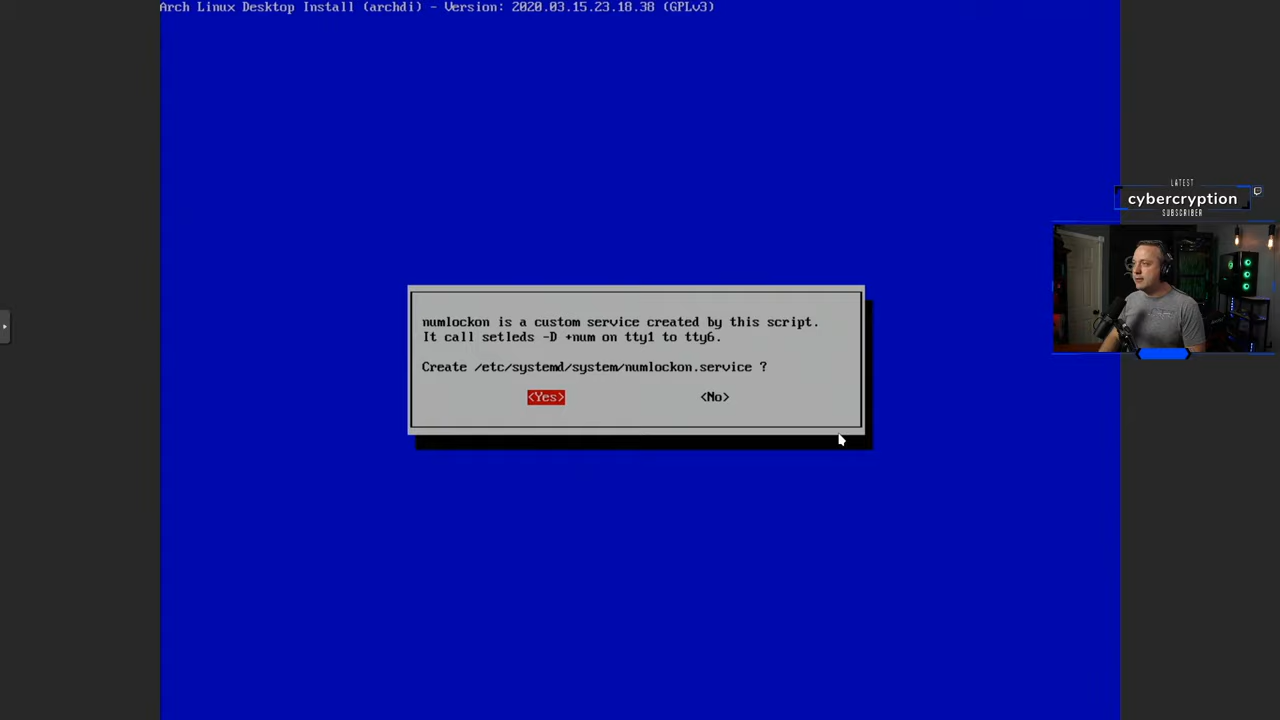 Arch Linux Desktop Install (archdi) - Version: 2020.03.15.23.18.38 (GPLv3)
LATEST
cybercryption
SUBSCRIBER
numlockon is a custom service created by this script.
It call setleds -D +num on tty1 to tty6.
Create /etc/systemd/system/numlockon.service ?
<Yes> <No>